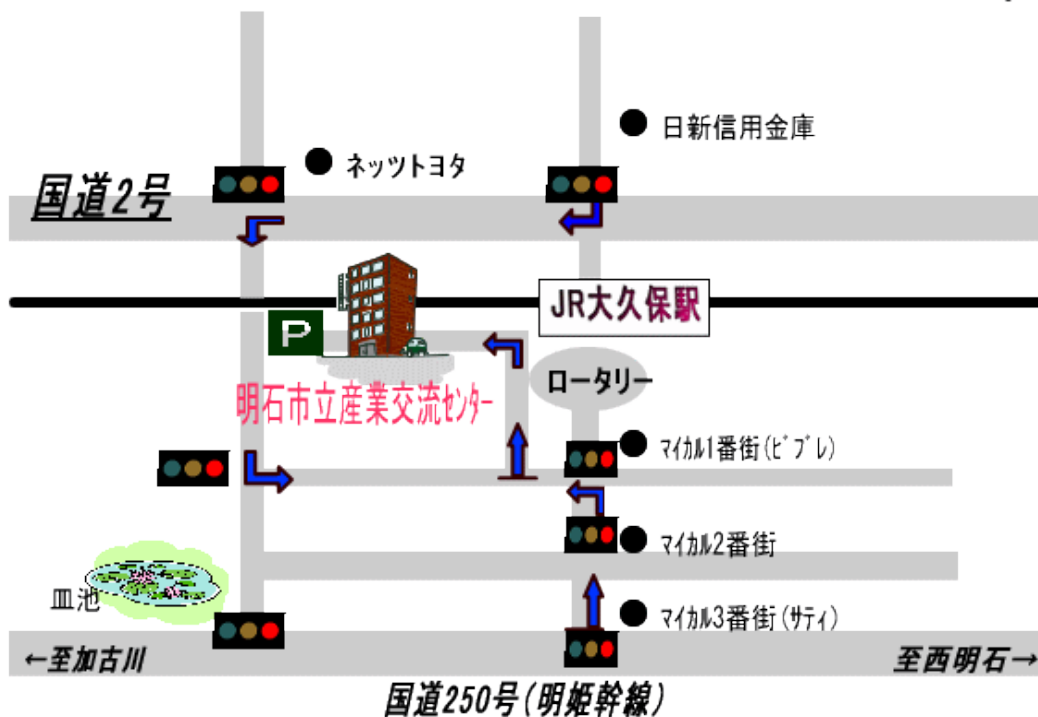 日新信用金庫
ネッツトヨタ
国道2号
JR大久保駅
P
ロータリー
明石市立産業交流ｾﾝﾀｰ
ﾏｲｶﾙ1番街(ﾋﾞﾌﾞﾚ)
ﾏｲｶﾙ2番街
皿池
ﾏｲｶﾙ3番街(ｻﾃｨ)
←至加古川
至西明石→
国道250号(明姫幹線)